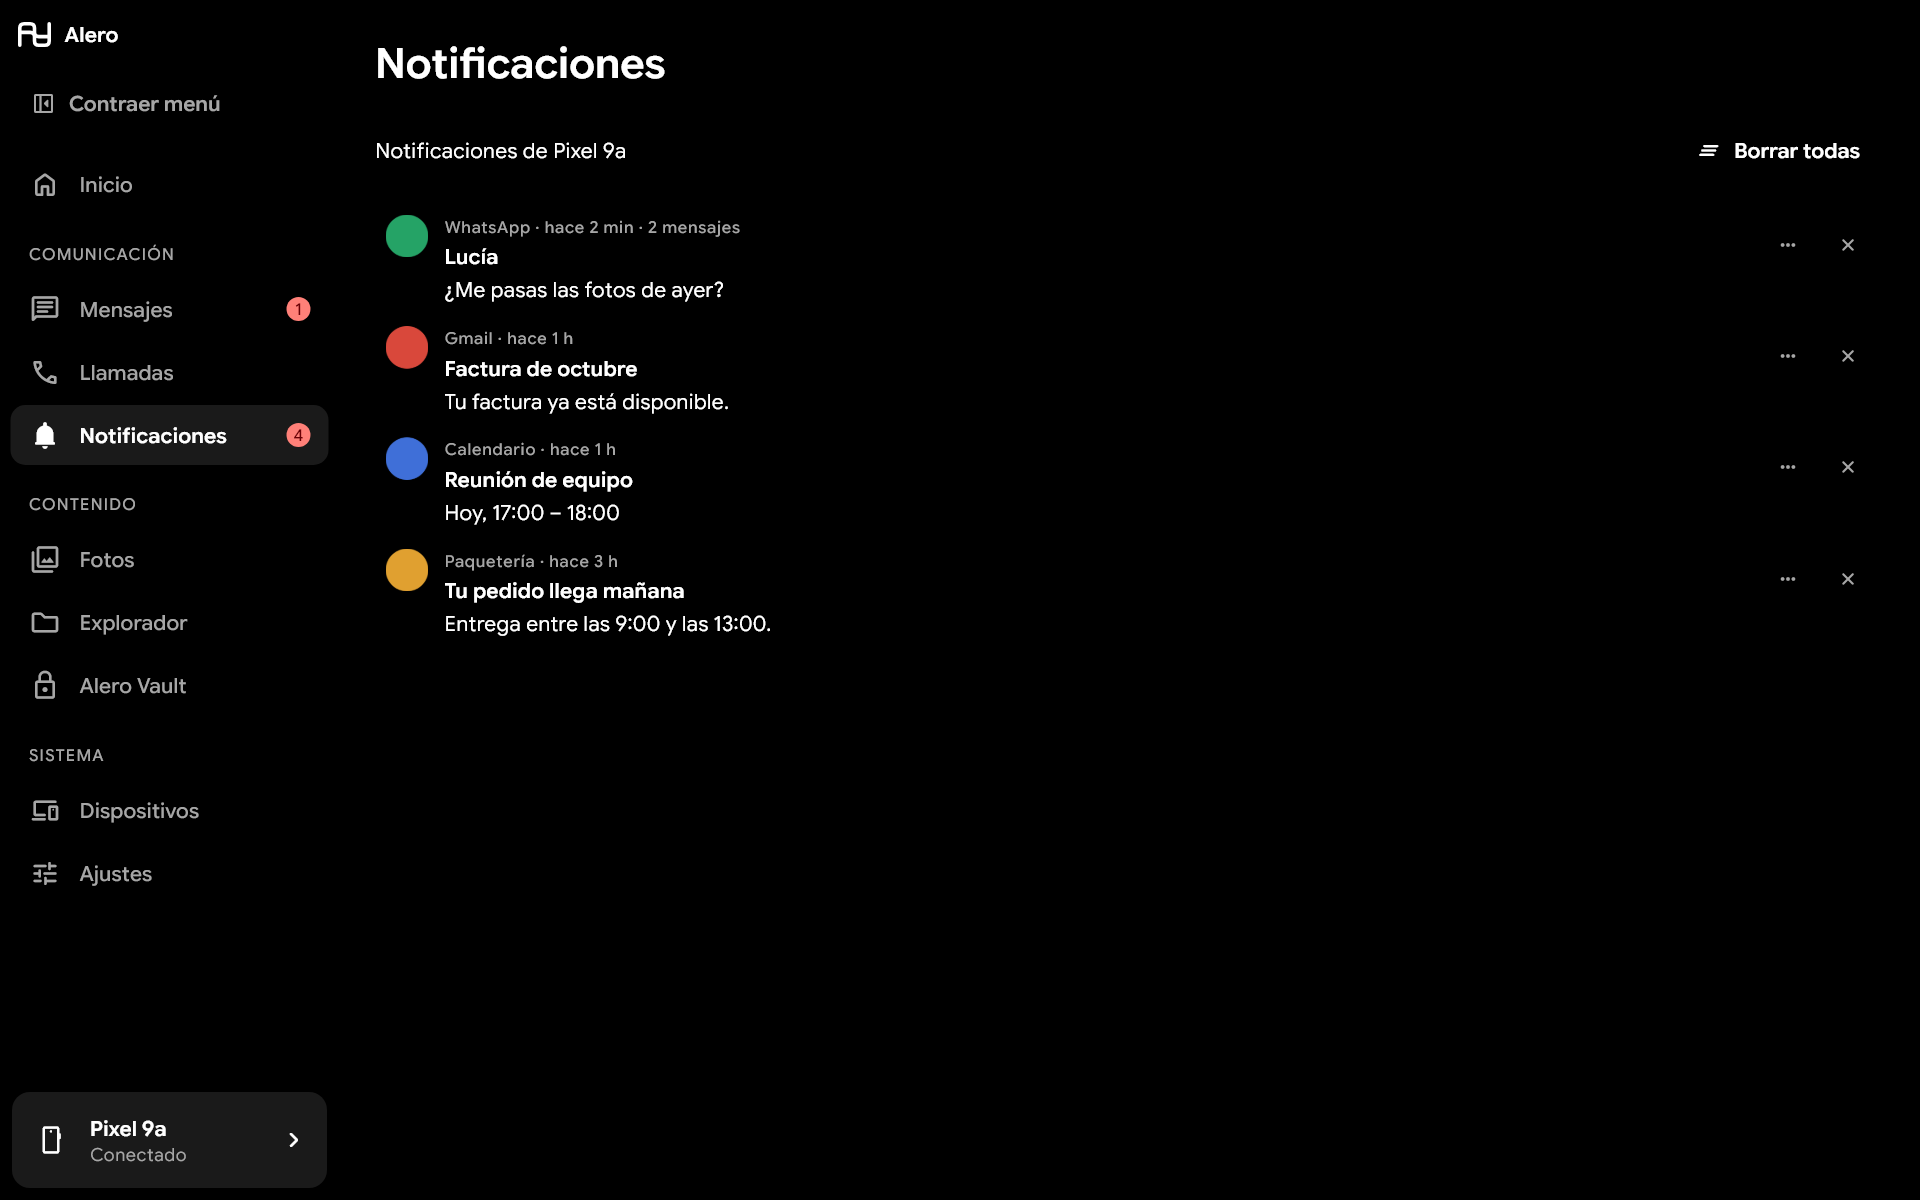 Alero
Contraer menú
Inicio
COMUNICACIÓN
Mensajes 1
Llamadas
Notificaciones 4
CONTENIDO
Fotos
Explorador
Alero Vault
SISTEMA
Dispositivos
Ajustes
Pixel 9a
Conectado
Notificaciones
Notificaciones de Pixel 9a
Borrar todas
WhatsApp · hace 2 min · 2 mensajes
Lucía
¿Me pasas las fotos de ayer?
Gmail · hace 1 h
Factura de octubre
Tu factura ya está disponible.
Calendario · hace 1 h
Reunión de equipo
Hoy, 17:00 – 18:00
Paquetería · hace 3 h
Tu pedido llega mañana
Entrega entre las 9:00 y las 13:00.